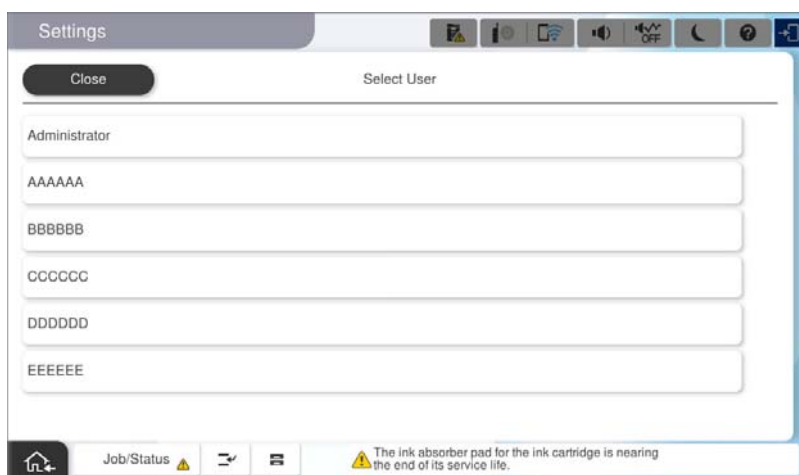 Settings
OFF
Close
Select User
Administrator
AAAAAA
BBBBBB
CCCCCC
DDDDDD
EEEEEE
Job/Status
The ink absorber pad for the ink cartridge is nearing
the end of its service life.